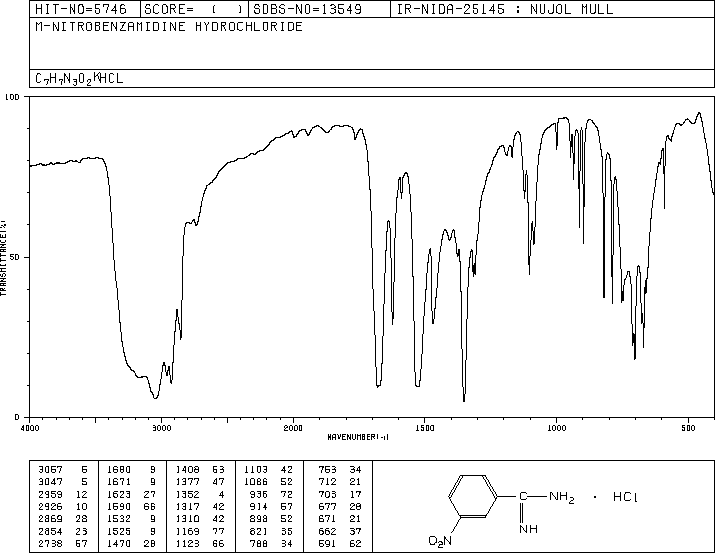 HIT-NO=5746 SCORE= ( ) SDBS-NO=13549 IR-NIDA-25145 : NUJOL MULL
M-NITROBENZAMIDINE HYDROCHLORIDE
C7H7N3O2·HCL
100
50
0
TRANSMITTANCE(%)
4000 3000 2000 1500 1000 500
WAVENUMBER(-1)
3067 6 1680 9 1408 53 1103 42 753 34
3047 5 1671 9 1377 47 1086 52 712 21
2959 12 1623 27 1352 4 936 72 703 17
2926 10 1590 66 1317 42 914 57 677 28
2869 28 1532 9 1310 42 898 52 671 21
2854 23 1525 9 1169 77 821 35 662 37
2738 57 1470 28 1123 66 788 34 591 62
C NH2 · HCl
NH
O2N